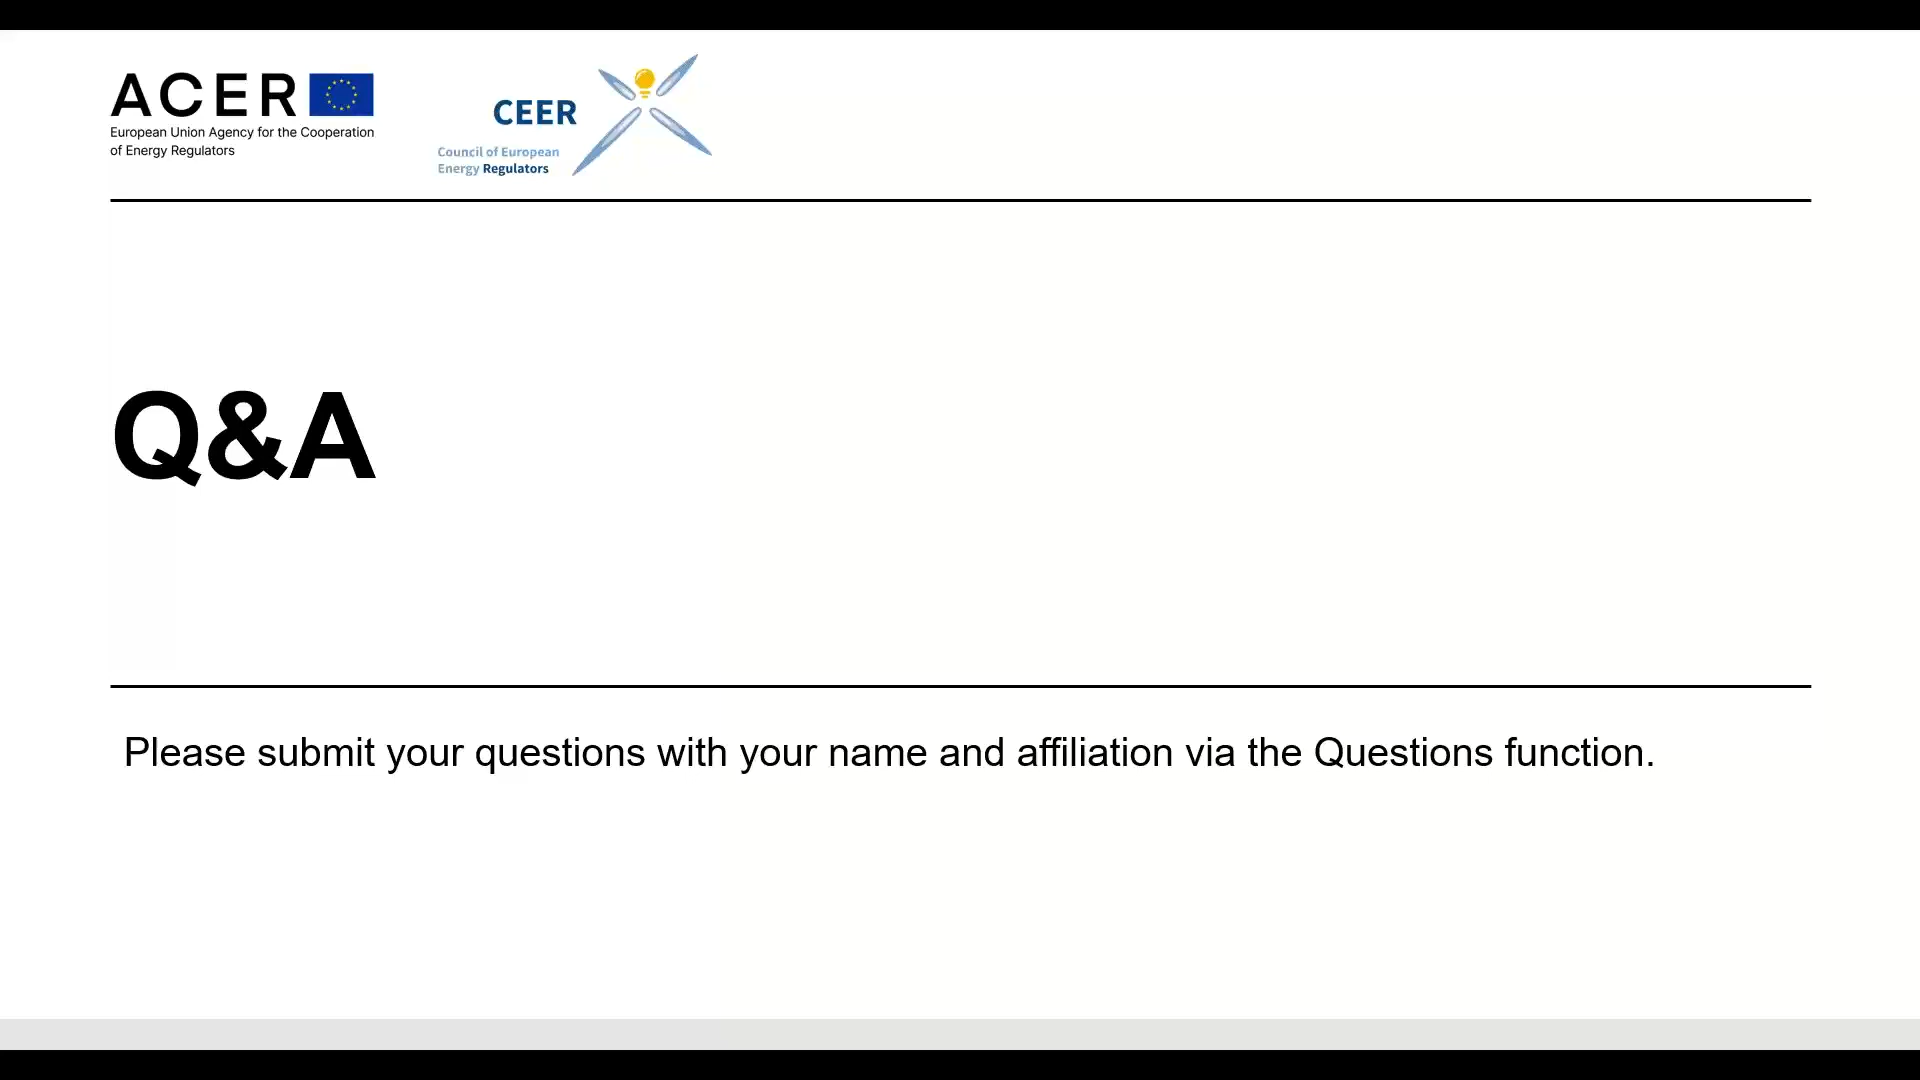 ACER
European Union Agency for the Cooperation
of Energy Regulators
CEER
Council of European
Energy Regulators
Q&A
Please submit your questions with your name and affiliation via the Questions function.